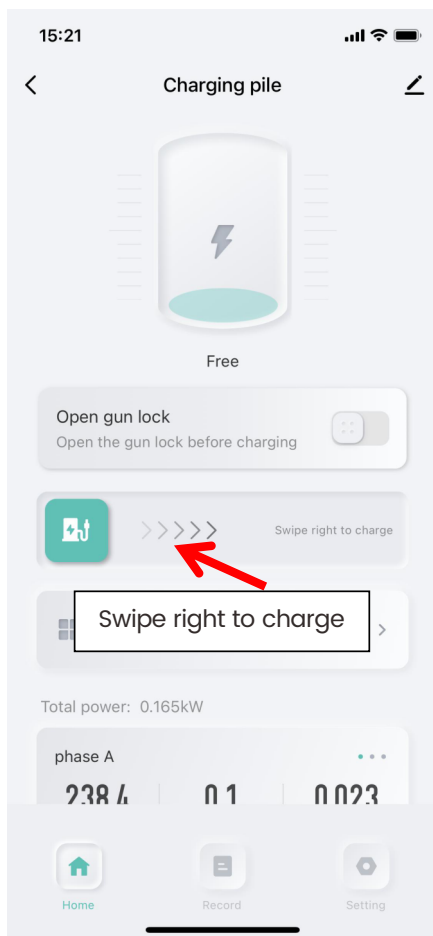 15:21
Charging pile
Free
Open gun lock
Open the gun lock before charging
Swipe right to charge
Swipe right to charge
Total power: 0.165kW
phase A
238.4 0.1 0.023
Home Record Setting